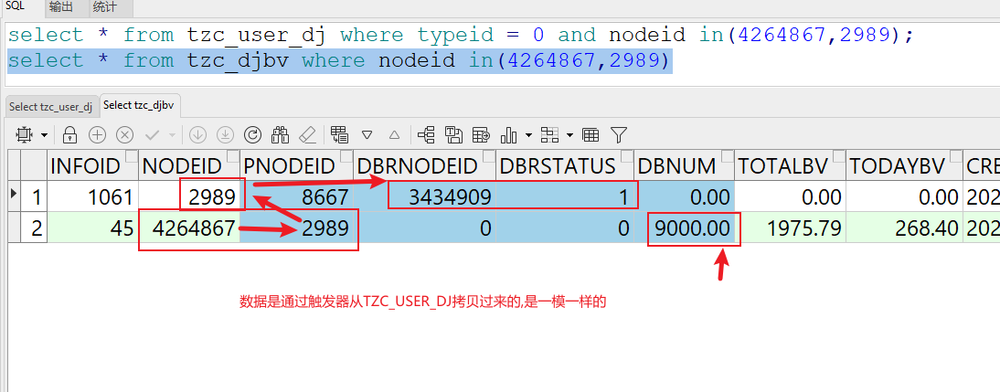 SQL 输出 统计
select * from tzc_user_dj where typeid = 0 and nodeid in(4264867,2989);
select * from tzc_djbv where nodeid in(4264867,2989)
Select tzc_user_dj Select tzc_djbv
INFOID NODEID PNODEID DBRNODEID DBRSTATUS DBNUM TOTALBV TODAYBV CRE
1 1061 2989 8667 3434909 1 0.00 0.00 0.00 202
2 45 4264867 2989 0 0 9000.00 1975.79 268.40 202
数据是通过触发器从TZC_USER_DJ拷贝过来的,是一模一样的